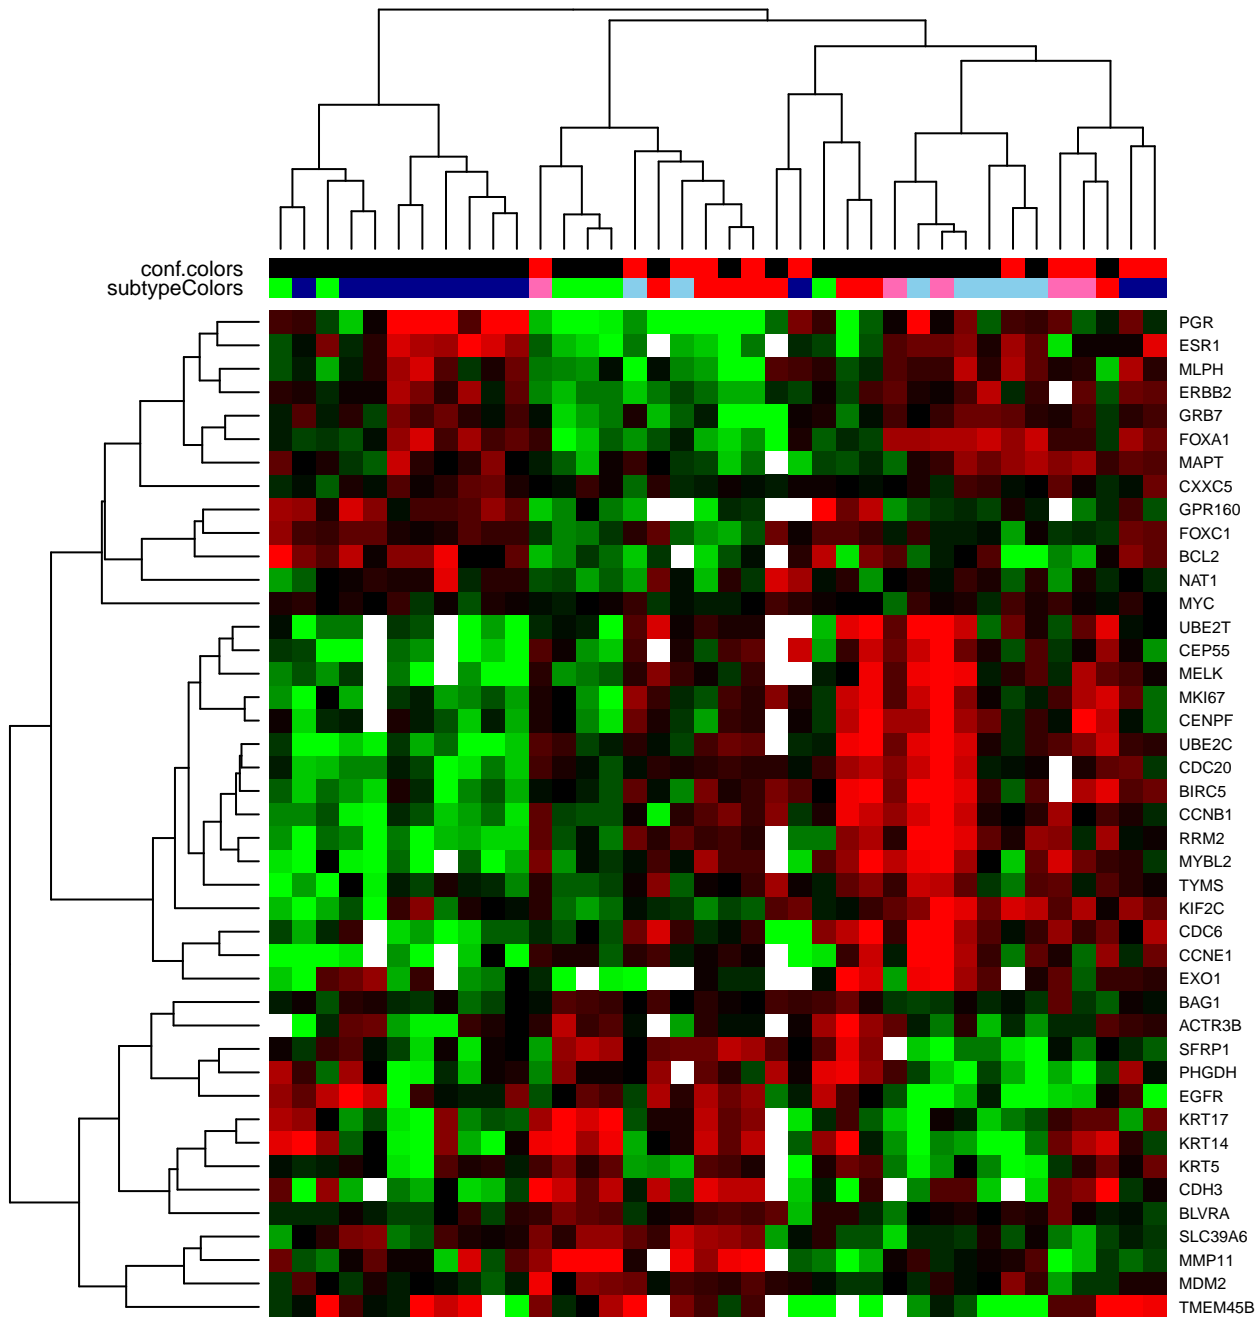 conf.colors
subtypeColors
PGR
ESR1
MLPH
ERBB2
GRB7
FOXA1
MAPT
CXXC5
GPR160
FOXC1
BCL2
NAT1
MYC
UBE2T
CEP55
MELK
MKI67
CENPF
UBE2C
CDC20
BIRC5
CCNB1
RRM2
MYBL2
TYMS
KIF2C
CDC6
CCNE1
EXO1
BAG1
ACTR3B
SFRP1
PHGDH
EGFR
KRT17
KRT14
KRT5
CDH3
BLVRA
SLC39A6
MMP11
MDM2
TMEM45B